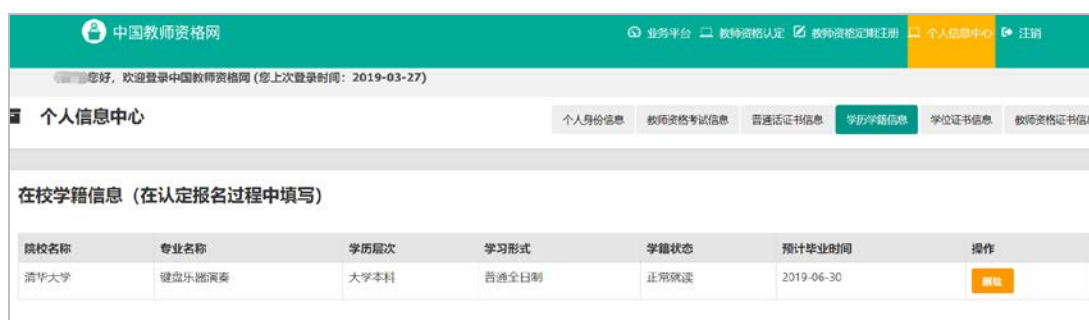 中国教师资格网
业务平台 教师资格认定 教师资格定期注册 个人信息中心 注销
您好，欢迎登录中国教师资格网 (您上次登录时间：2019-03-27)
个人信息中心
个人身份信息 教师资格考试信息 普通话证书信息 学历学籍信息 学位证书信息 教师资格证书信息
在校学籍信息（在认定报名过程中填写）
院校名称 专业名称 学历层次 学习形式 学籍状态 预计毕业时间 操作
清华大学 键盘乐器演奏 大学本科 普通全日制 正常就读 2019-06-30 删除